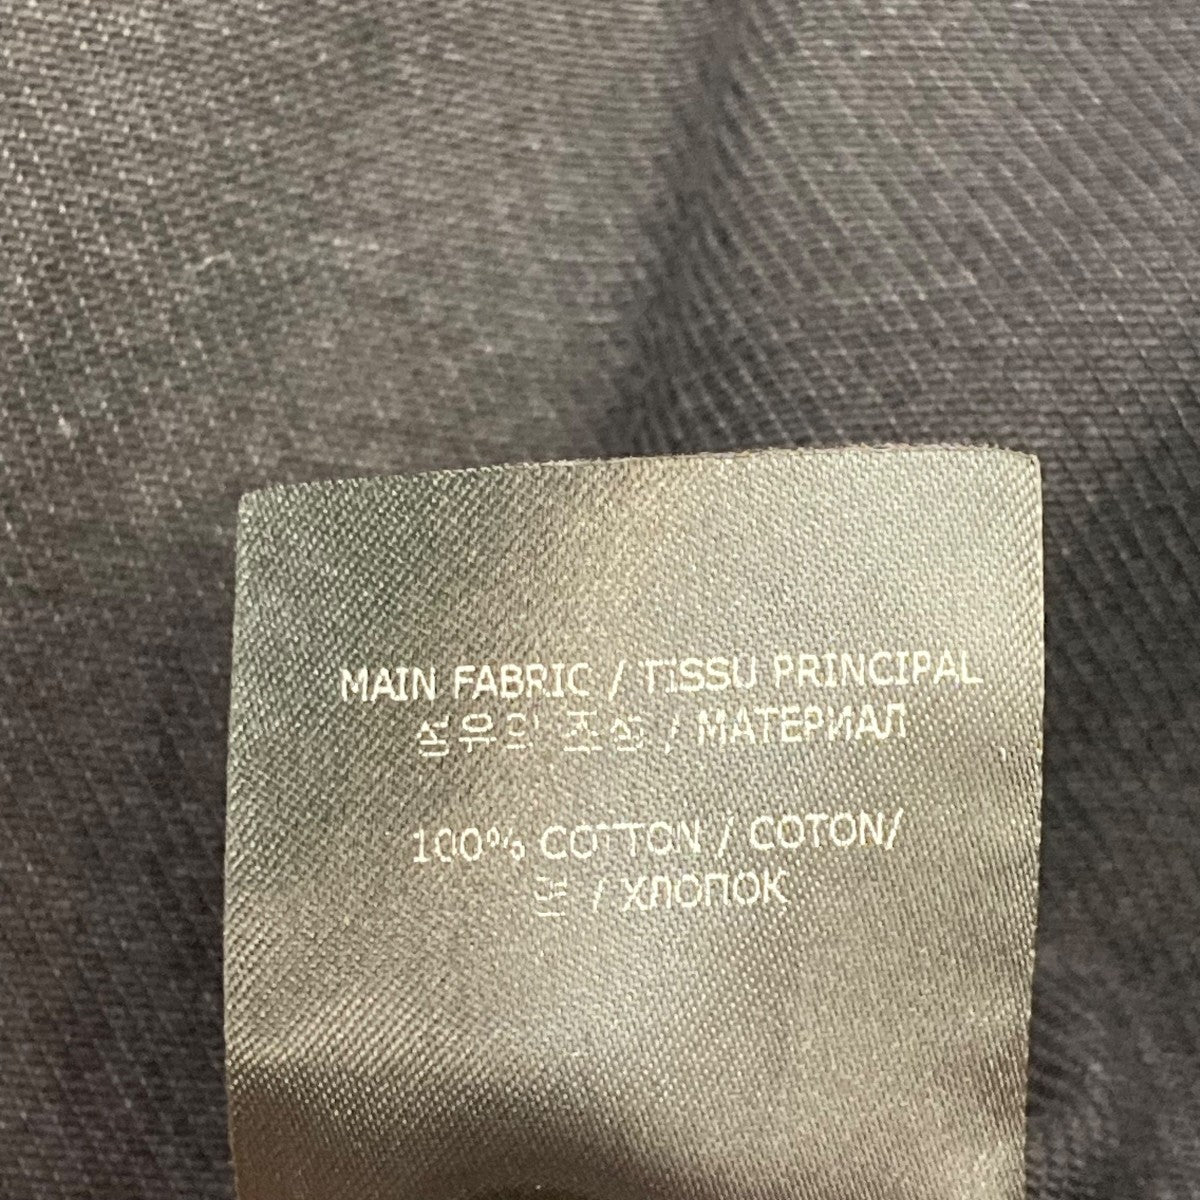 MAIN FABRIC / TISSU PRINCIPAL
섬유의 조성 / МАТЕРИАЛ
100% COTTON / COTON/
면 / ХЛОПОК